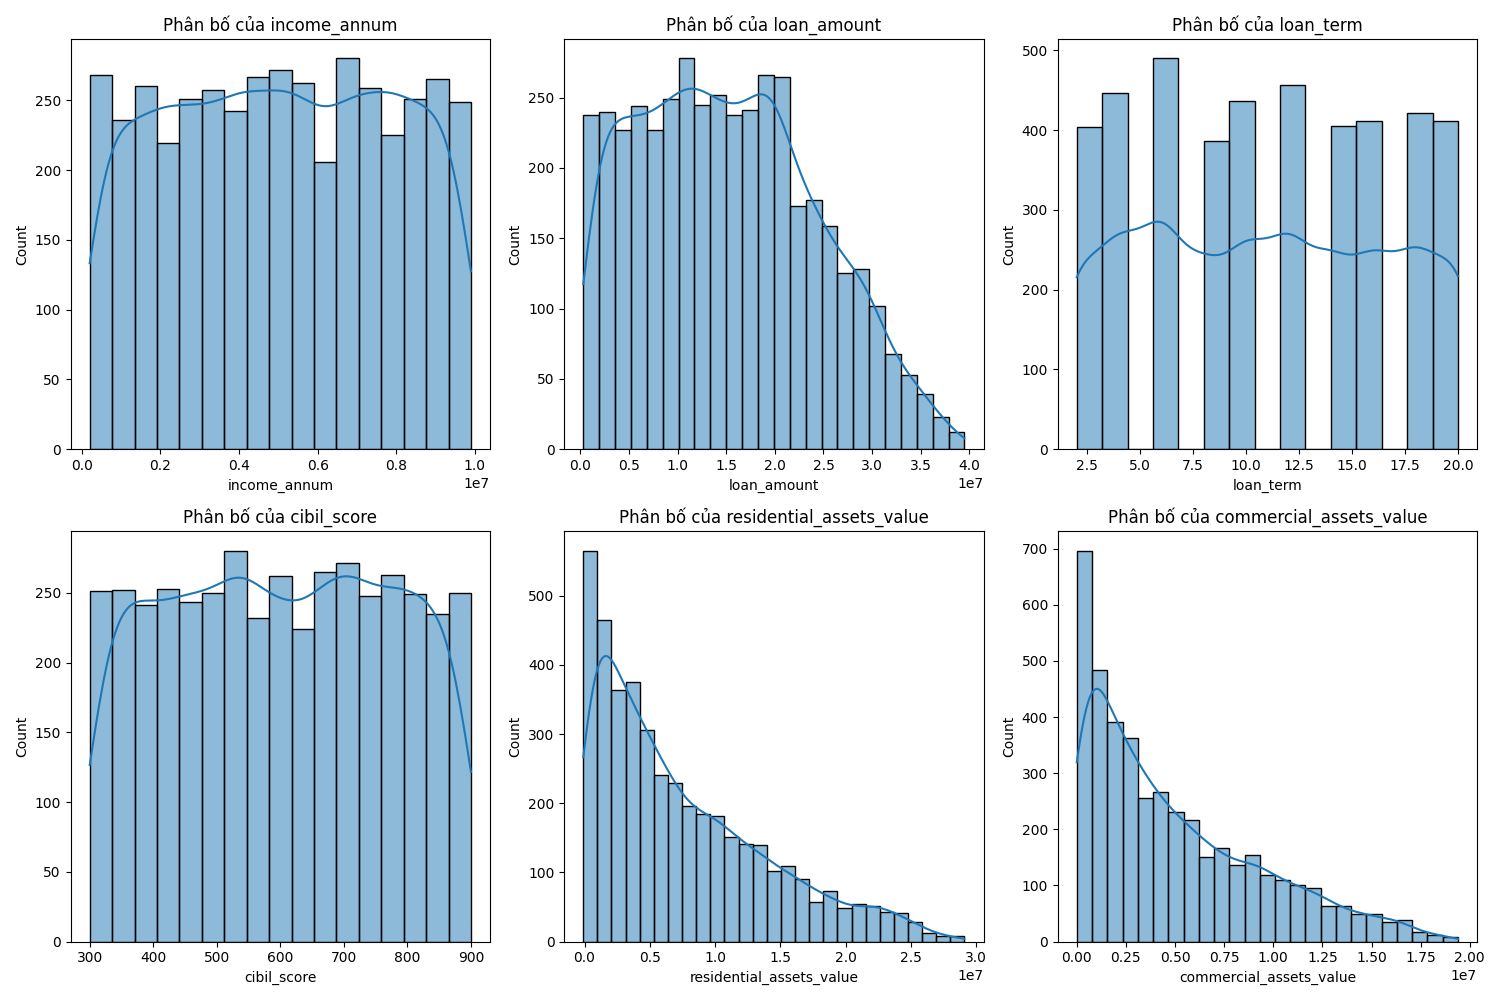 Phân bố của income_annum
Count
0
50
100
150
200
250
0.0 0.2 0.4 0.6 0.8 1.0
1e7
income_annum
Phân bố của loan_amount
Count
0
50
100
150
200
250
0.0 0.5 1.0 1.5 2.0 2.5 3.0 3.5 4.0
1e7
loan_amount
Phân bố của loan_term
Count
0
100
200
300
400
500
2.5 5.0 7.5 10.0 12.5 15.0 17.5 20.0
loan_term
Phân bố của cibil_score
Count
0
50
100
150
200
250
300 400 500 600 700 800 900
cibil_score
Phân bố của residential_assets_value
Count
0
100
200
300
400
500
0.0 0.5 1.0 1.5 2.0 2.5 3.0
1e7
residential_assets_value
Phân bố của commercial_assets_value
Count
0
100
200
300
400
500
600
700
0.00 0.25 0.50 0.75 1.00 1.25 1.50 1.75 2.00
1e7
commercial_assets_value